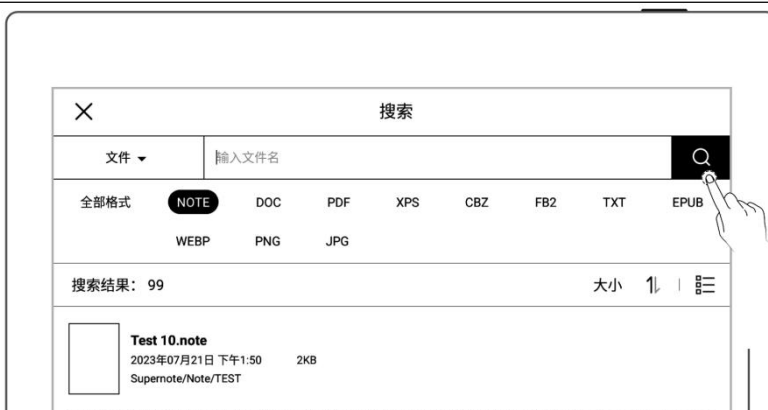 搜索
文件 输入文件名
全部格式 NOTE DOC PDF XPS CBZ FB2 TXT EPUB
WEBP PNG JPG
搜索结果： 99 大小
Test 10.note
2023年07月21日 下午1:50 2KB
Supernote/Note/TEST